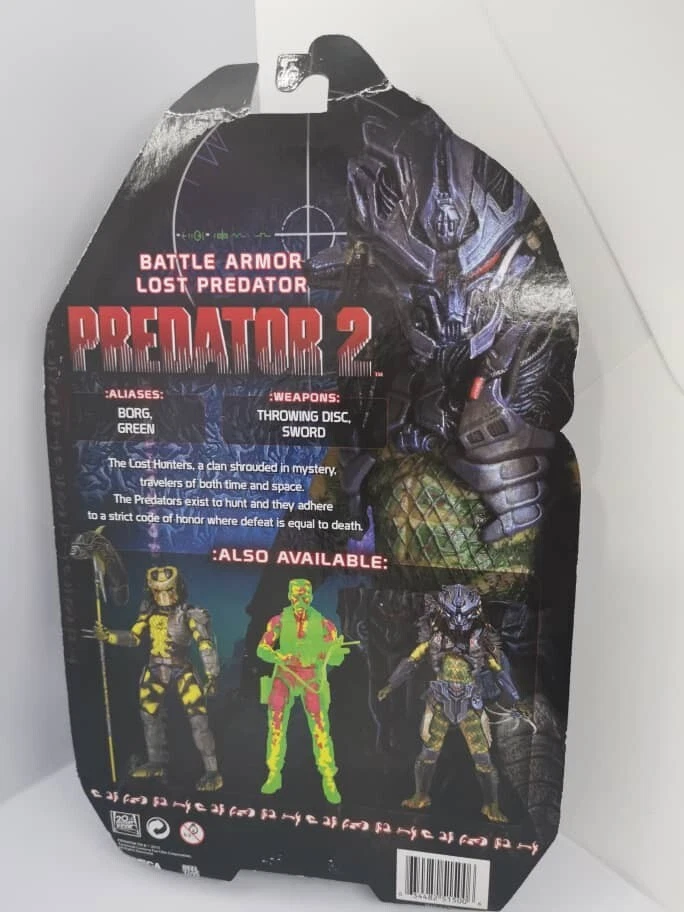 BATTLE ARMOR
LOST PREDATOR
PREDATOR 2
:ALIASES:
BORG,
GREEN
:WEAPONS:
THROWING DISC,
SWORD
The Lost Hunters, a clan shrouded in mystery,
travelers of both time and space.
The Predators exist to hunt and they adhere
to a strict code of honor where defeat is equal to death.
:ALSO AVAILABLE: